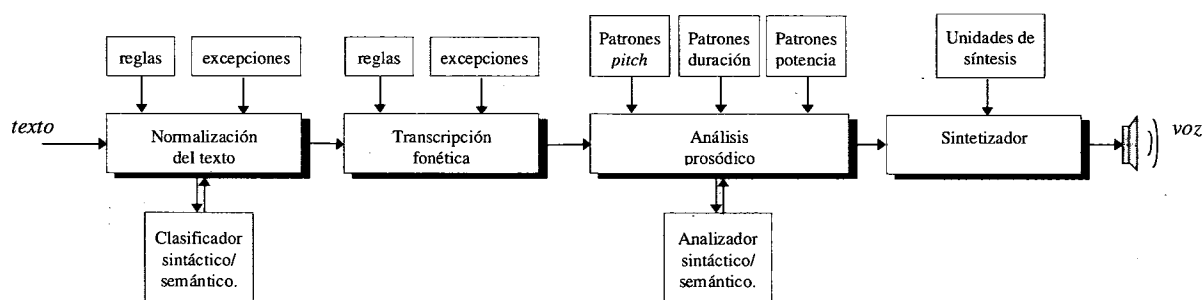 reglas
excepciones
reglas
excepciones
Patrones
pitch
Patrones
duración
Patrones
potencia
Unidades de
síntesis
texto
Normalización
del texto
Transcripción
fonética
Análisis
prosódico
Sintetizador
voz
Clasificador
sintáctico/
semántico.
Analizador
sintáctico/
semántico.